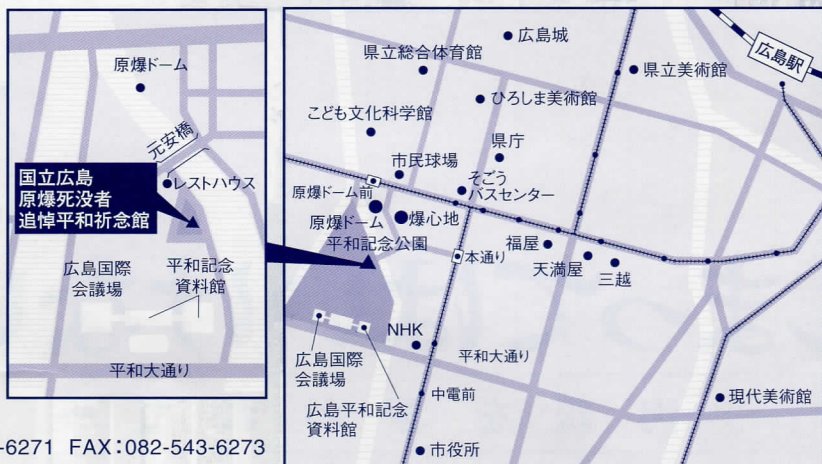 原爆ドーム
元安橋
レストハウス
国立広島
原爆死没者
追悼平和祈念館
広島国際
会議場
平和記念
資料館
平和大通り
広島城
県立総合体育館
広島駅
県立美術館
ひろしま美術館
こども文化科学館
県庁
市民球場
そごう
バスセンター
原爆ドーム前
原爆ドーム
爆心地
平和記念公園
本通り
福屋
天満屋
三越
NHK
平和大通り
広島国際
会議場
広島平和記念
資料館
中電前
現代美術館
市役所
-6271 FAX:082-543-6273